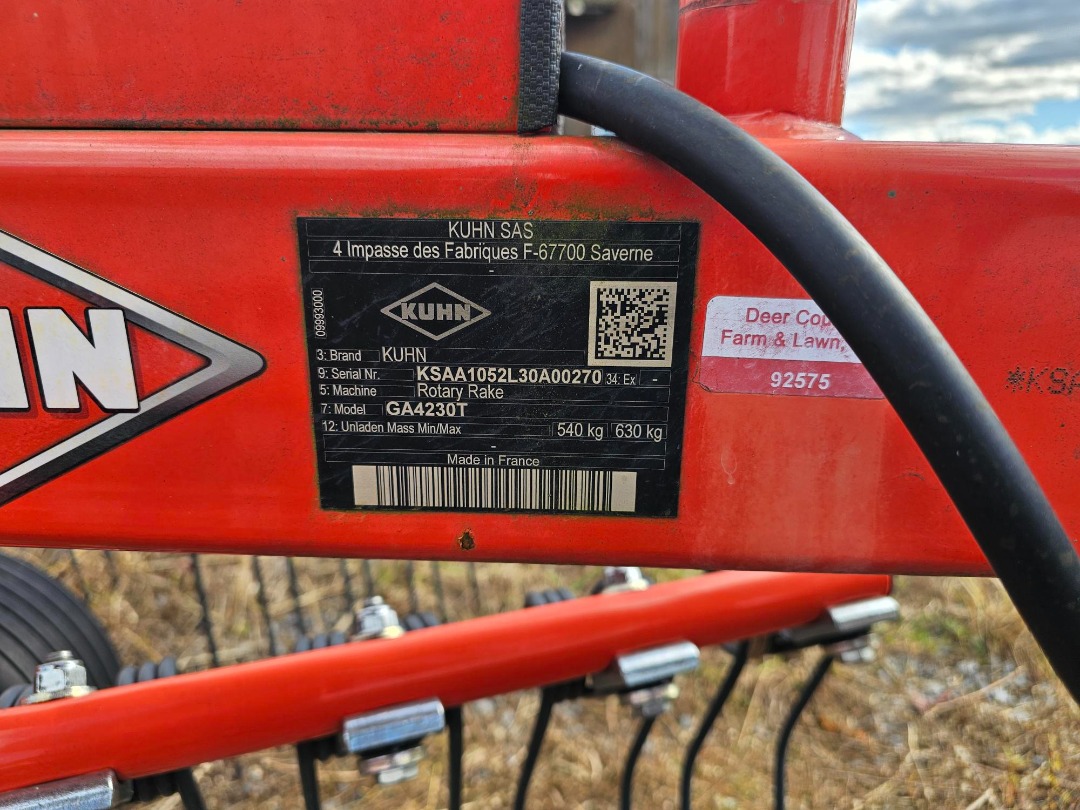 KUHN SAS
4 Impasse des Fabriques F-67700 Saverne
-
09993000
KUHN
3: Brand KUHN
9: Serial Nr. KSAA1052L30A00270 34: Ex -
5: Machine Rotary Rake
7: Model GA4230T
12: Unladen Mass Min/Max 540 kg 630 kg
-
Made in France
HN
Deer
Farm & Lawn,
92575